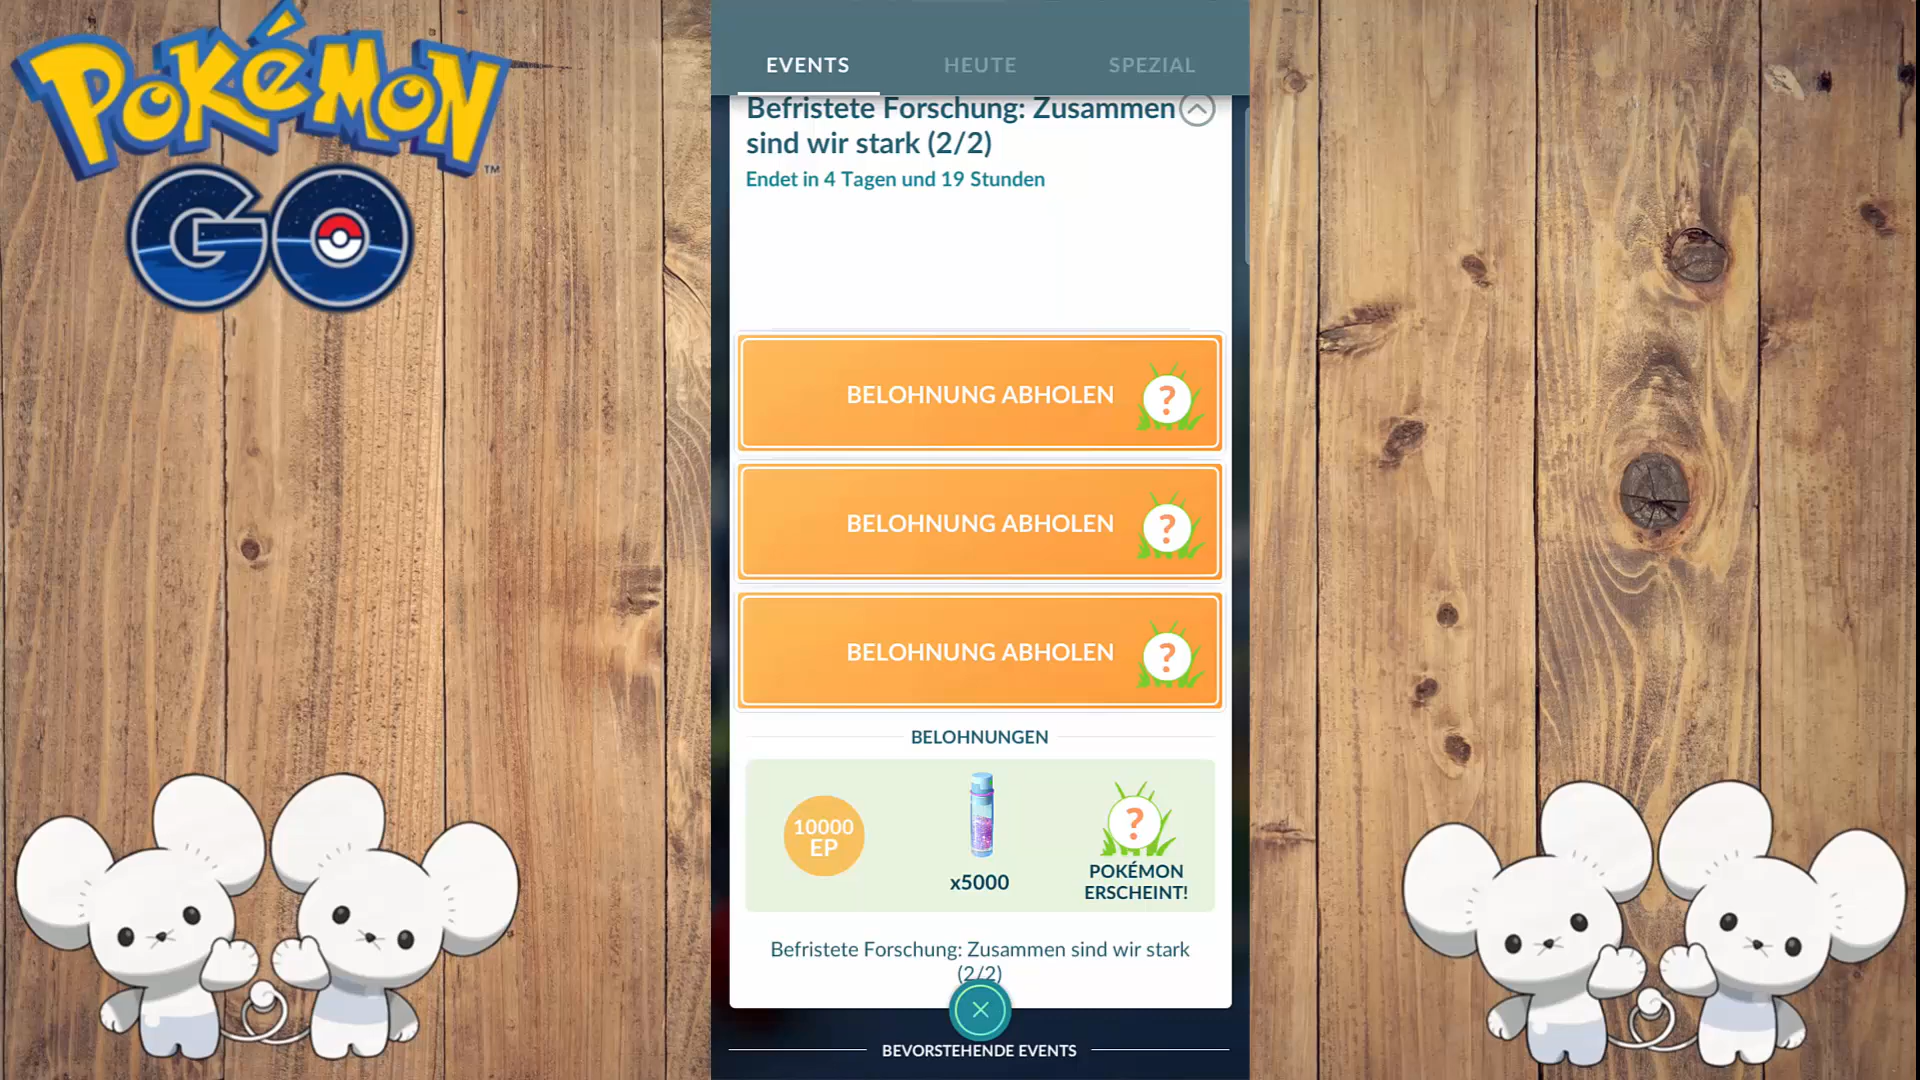 POKÉMON
™
GO
EVENTS
HEUTE
SPEZIAL
Befristete Forschung: Zusammen
sind wir stark (2/2)
Endet in 4 Tagen und 19 Stunden
BELOHNUNG ABHOLEN
?
BELOHNUNG ABHOLEN
?
BELOHNUNG ABHOLEN
?
BELOHNUNGEN
10000
EP
x5000
?
POKÉMON
ERSCHEINT!
Befristete Forschung: Zusammen sind wir stark
(2/2)
BEVORSTEHENDE EVENTS